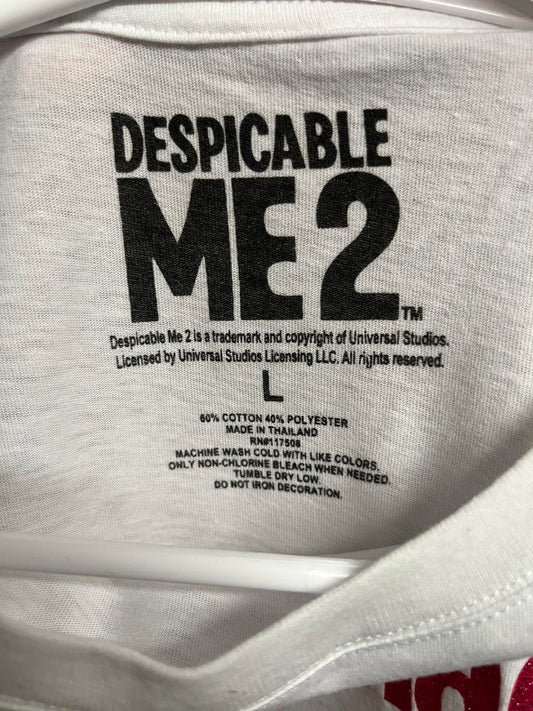 DESPICABLE
ME 2 ™
Despicable Me 2 is a trademark and copyright of Universal Studios.
Licensed by Universal Studios Licensing LLC. All rights reserved.
L
60% COTTON 40% POLYESTER
MADE IN THAILAND
RN#117508
MACHINE WASH COLD WITH LIKE COLORS.
ONLY NON-CHLORINE BLEACH WHEN NEEDED.
TUMBLE DRY LOW.
DO NOT IRON DECORATION.